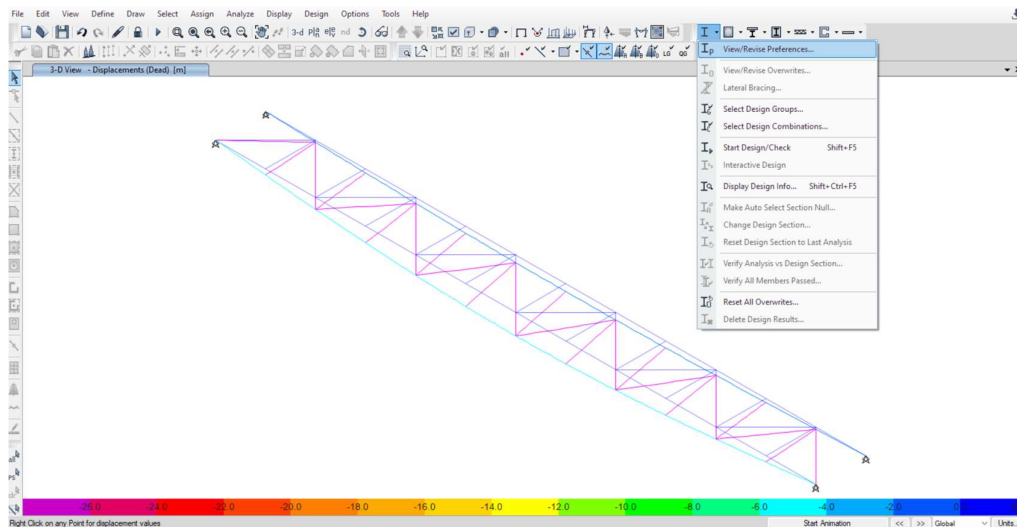 File Edit View Define Draw Select Assign Analyze Display Design Options Tools Help
3-d
3-D View - Displacements (Dead) [m]
View/Revise Preferences...
View/Revise Overwrites...
Lateral Bracing...
Select Design Groups...
Select Design Combinations...
Start Design/Check Shift+F5
Interactive Design
Display Design Info... Shift+Ctrl+F5
Make Auto Select Section Null...
Change Design Section...
Reset Design Section to Last Analysis
Verify Analysis vs Design Section...
Verify All Members Passed...
Reset All Overwrites...
Delete Design Results...
all
PS
-26.0 -24.0 -22.0 -20.0 -18.0 -16.0 -14.0 -12.0 -10.0 -8.0 -6.0 -4.0 -2.0 0
Right Click on any Point for displacement values Start Animation << >> Global Units